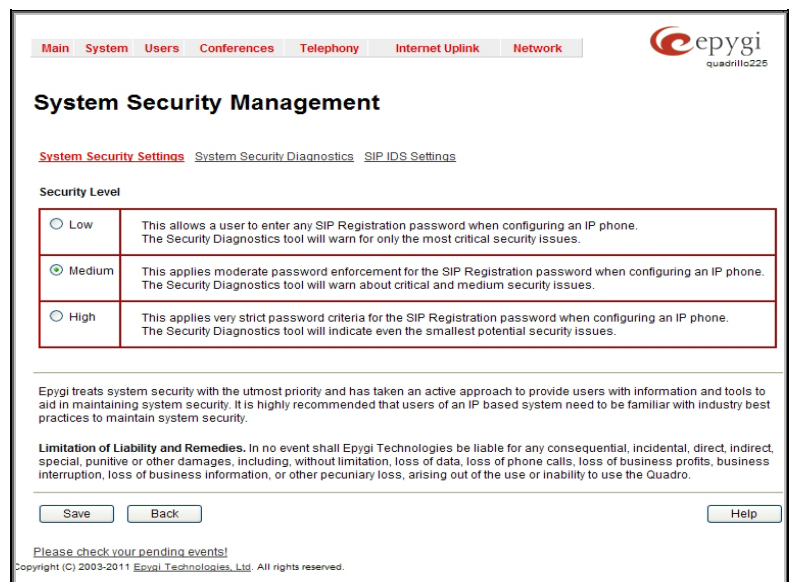 Main System Users Conferences Telephony Internet Uplink Network
epygi
quadrillo225
System Security Management
System Security Settings System Security Diagnostics SIP IDS Settings
Security Level
Low
This allows a user to enter any SIP Registration password when configuring an IP phone.
The Security Diagnostics tool will warn for only the most critical security issues.
Medium
This applies moderate password enforcement for the SIP Registration password when configuring an IP phone.
The Security Diagnostics tool will warn about critical and medium security issues.
High
This applies very strict password criteria for the SIP Registration password when configuring an IP phone.
The Security Diagnostics tool will indicate even the smallest potential security issues.
Epygi treats system security with the utmost priority and has taken an active approach to provide users with information and tools to
aid in maintaining system security. It is highly recommended that users of an IP based system need to be familiar with industry best
practices to maintain system security.
Limitation of Liability and Remedies. In no event shall Epygi Technologies be liable for any consequential, incidental, direct, indirect,
special, punitive or other damages, including, without limitation, loss of data, loss of phone calls, loss of business profits, business
interruption, loss of business information, or other pecuniary loss, arising out of the use or inability to use the Quadro.
Save Back Help
Please check your pending events!
Copyright (C) 2003-2011 Epygi Technologies, Ltd. All rights reserved.